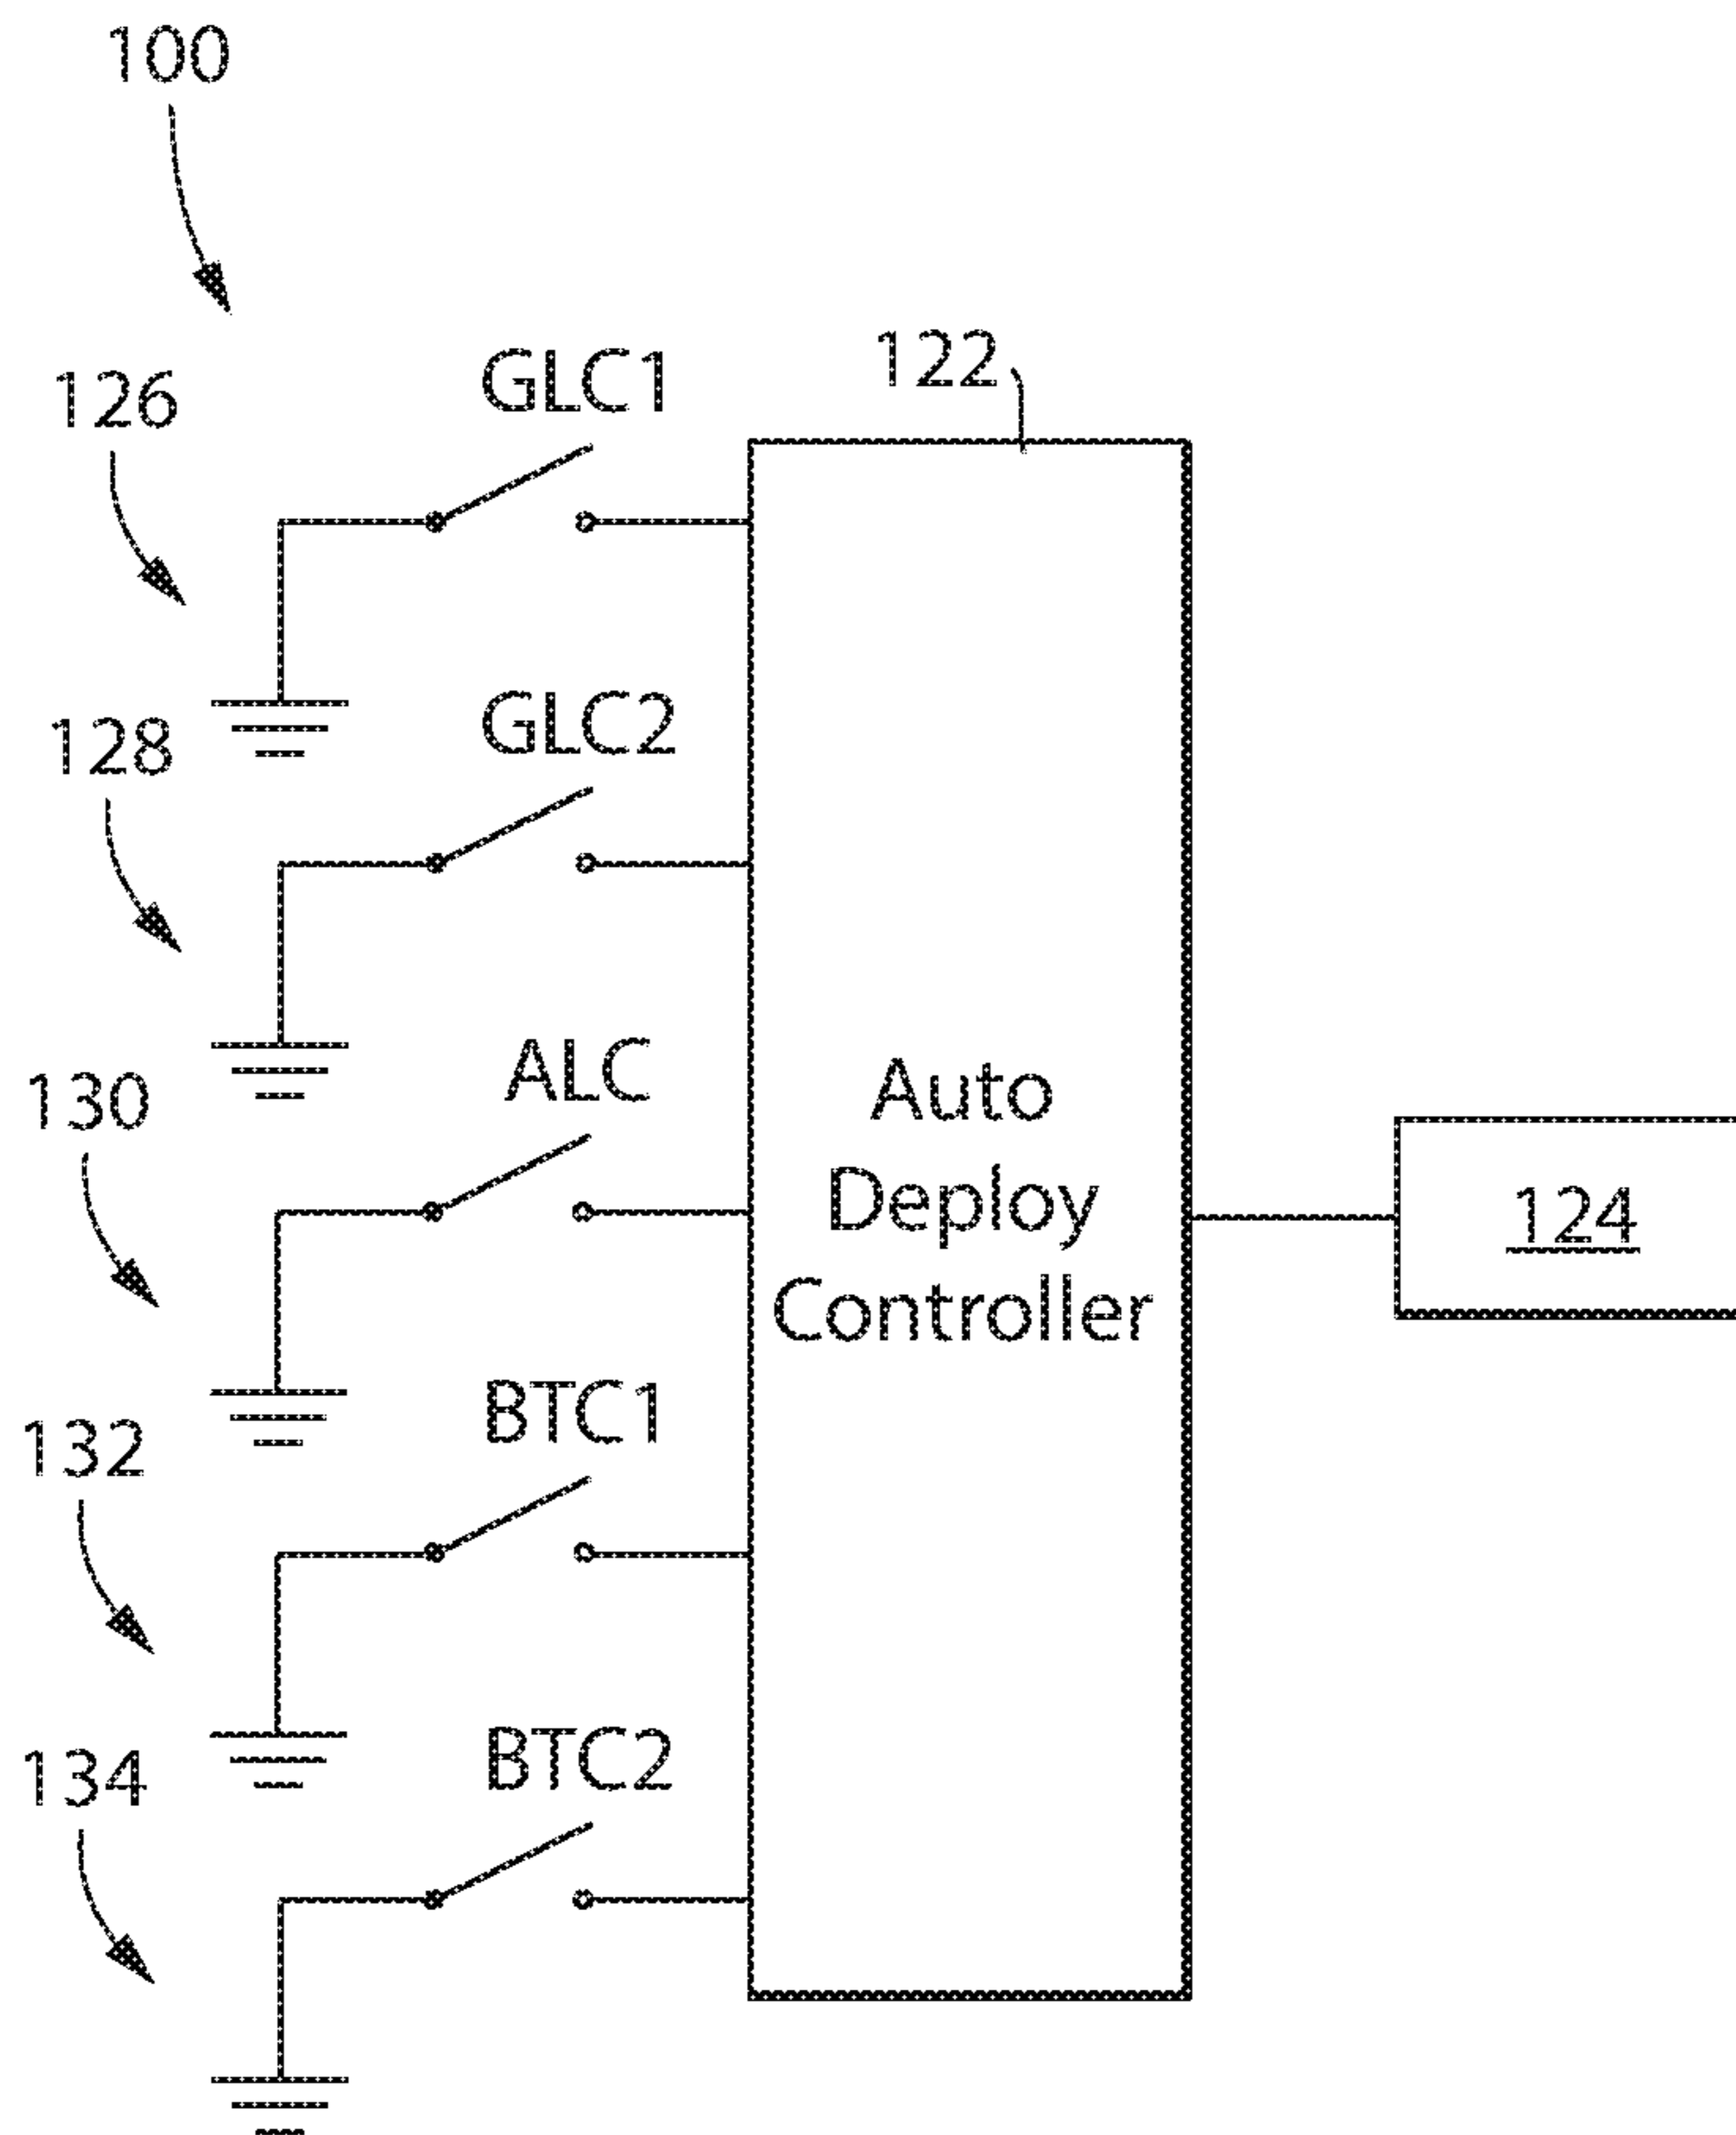 100
GLC1
122
126
GLC2
128
ALC
130
Auto
Deploy
Controller
124
BTC1
132
BTC2
134